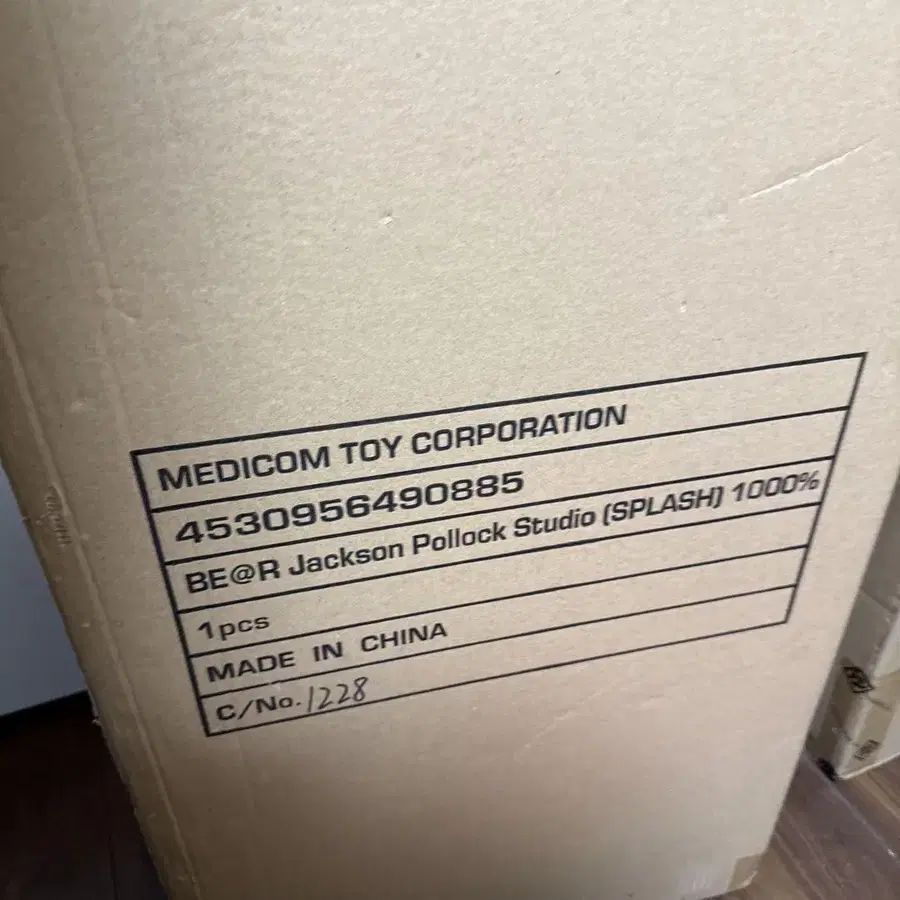 MEDICOM TOY CORPORATION
4530956490885
BE@R Jackson Pollock Studio (SPLASH) 1000%
1pcs
MADE IN CHINA
C/No. 1228